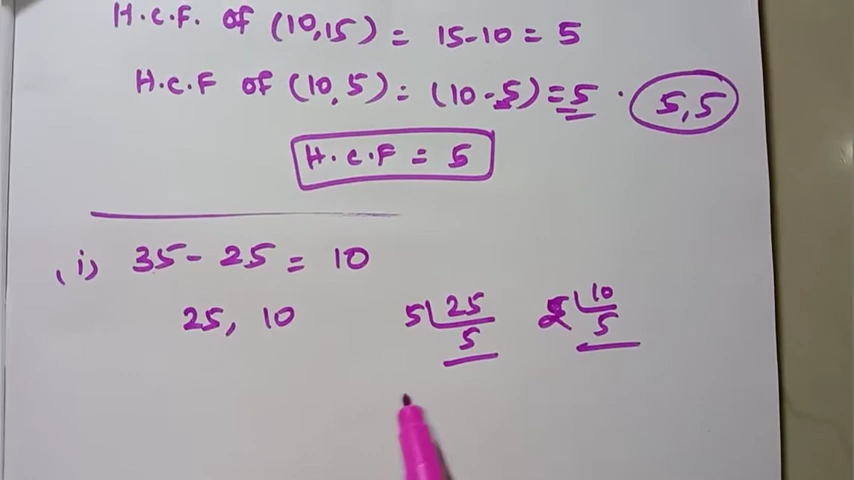 H.C.F. of (10,15) = 15-10 = 5
H.C.F of (10,5) = (10-5) = 5 . 5,5
H.C.F = 5
(i) 35 - 25 = 10
25, 10 5 25 2 10
5 5